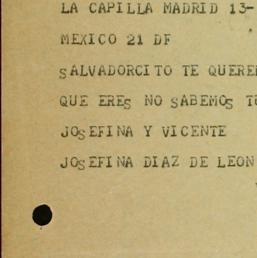 LA CAPILLA MADRID 13-
MEXICO 21 DF
SALVADORCITO TE
QUE ERES NO SABEMOS
JOSEFINA Y VICENTE
JOSEFINA DIAZ DE LEON